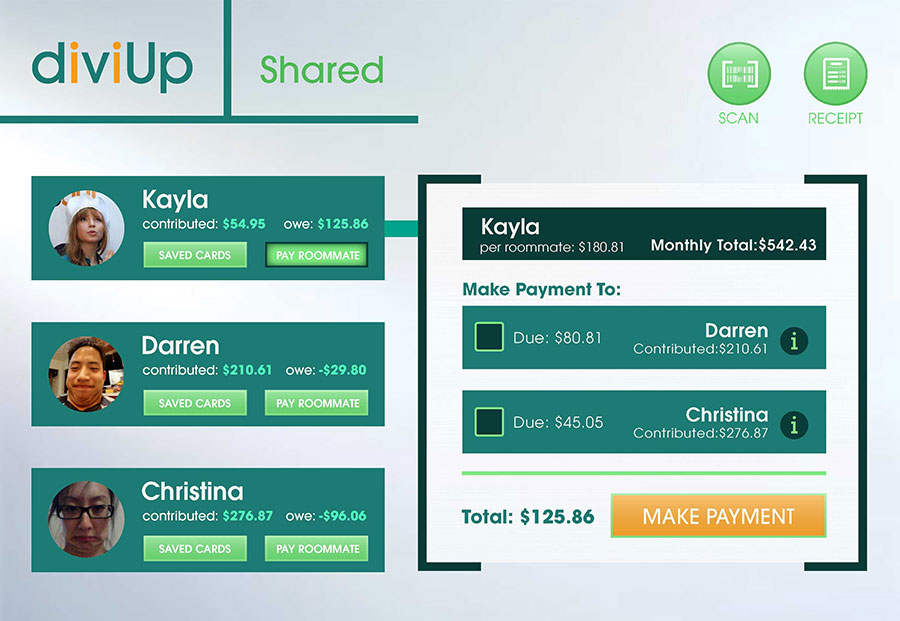 diviUp
Shared
SCAN
RECEIPT
Kayla
contributed: $54.95 owe: $125.86
SAVED CARDS
PAY ROOMMATE
Darren
contributed: $210.61 owe: -$29.80
SAVED CARDS
PAY ROOMMATE
Christina
contributed: $276.87 owe: -$96.06
SAVED CARDS
PAY ROOMMATE
Kayla
per roommate: $180.81 Monthly Total:$542.43
Make Payment To:
Due: $80.81
Darren
Contributed:$210.61
i
Due: $45.05
Christina
Contributed:$276.87
i
Total: $125.86
MAKE PAYMENT